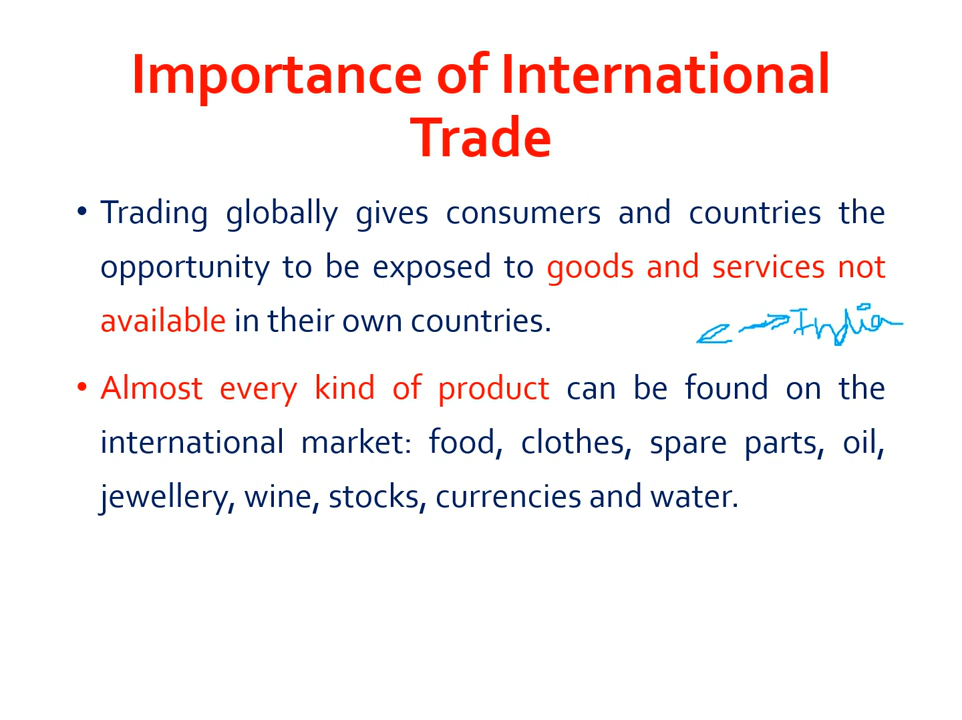 Importance of International
Trade
• Trading globally gives consumers and countries the
opportunity to be exposed to goods and services not
available in their own countries.
India
• Almost every kind of product can be found on the
international market: food, clothes, spare parts, oil,
jewellery, wine, stocks, currencies and water.